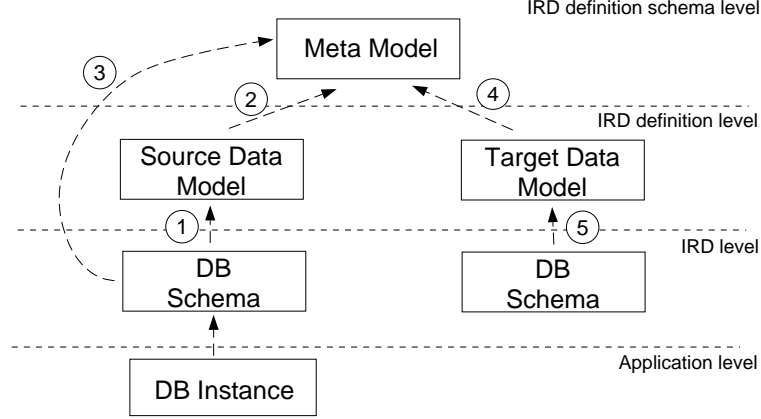 IRD definition schema level
Meta Model
3
2
4
IRD definition level
Source Data
Model
Target Data
Model
1
5
IRD level
DB
Schema
DB
Schema
Application level
DB Instance